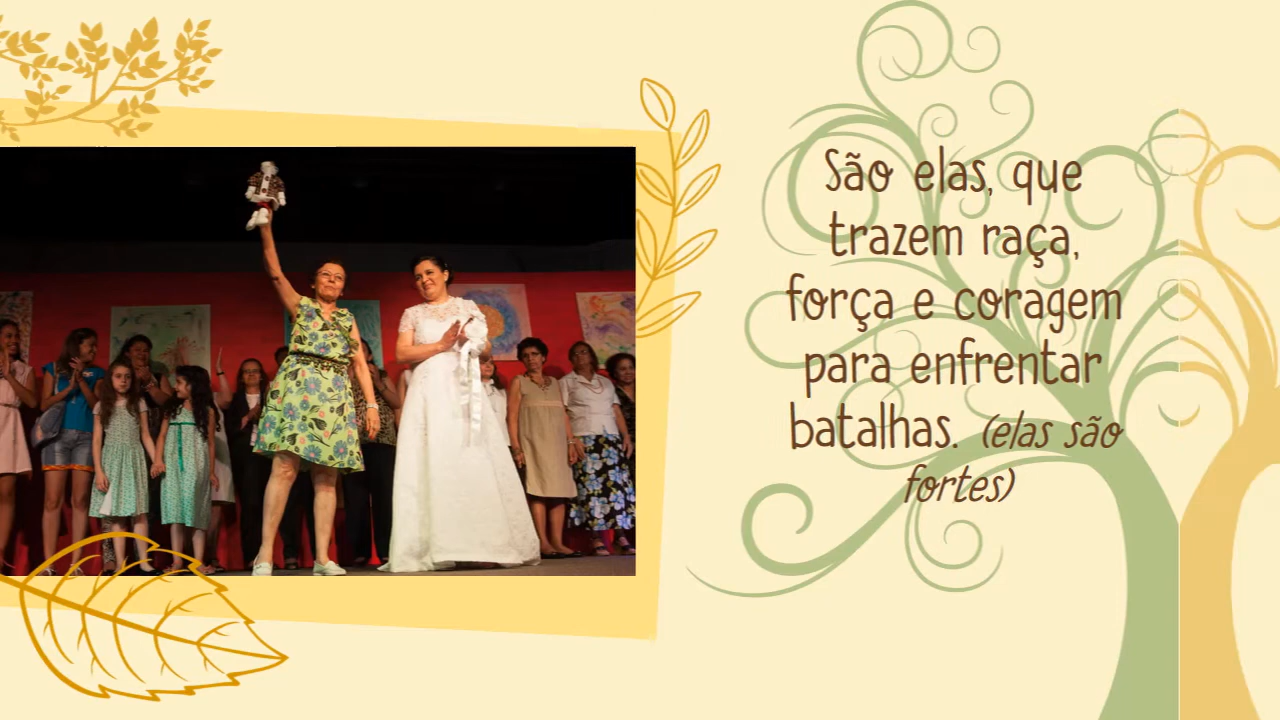 São elas, que
trazem raça,
força e coragem
para enfrentar
batalhas. (elas são
fortes)